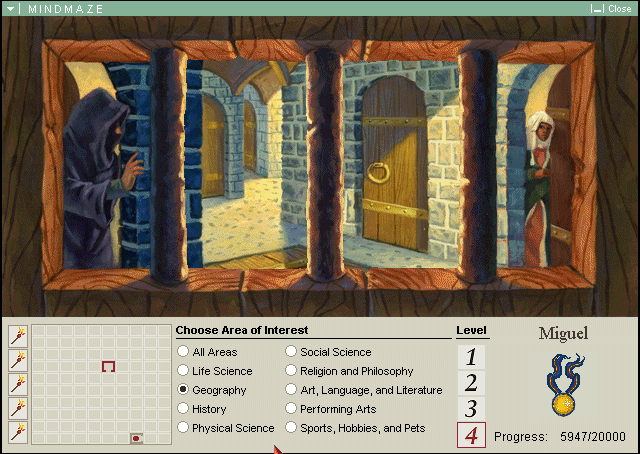 MINDMAZE
Close
Choose Area of Interest
All Areas
Life Science
Geography
History
Physical Science
Social Science
Religion and Philosophy
Art, Language, and Literature
Performing Arts
Sports, Hobbies, and Pets
Level
1
2
3
4
Miguel
Progress: 5947/20000